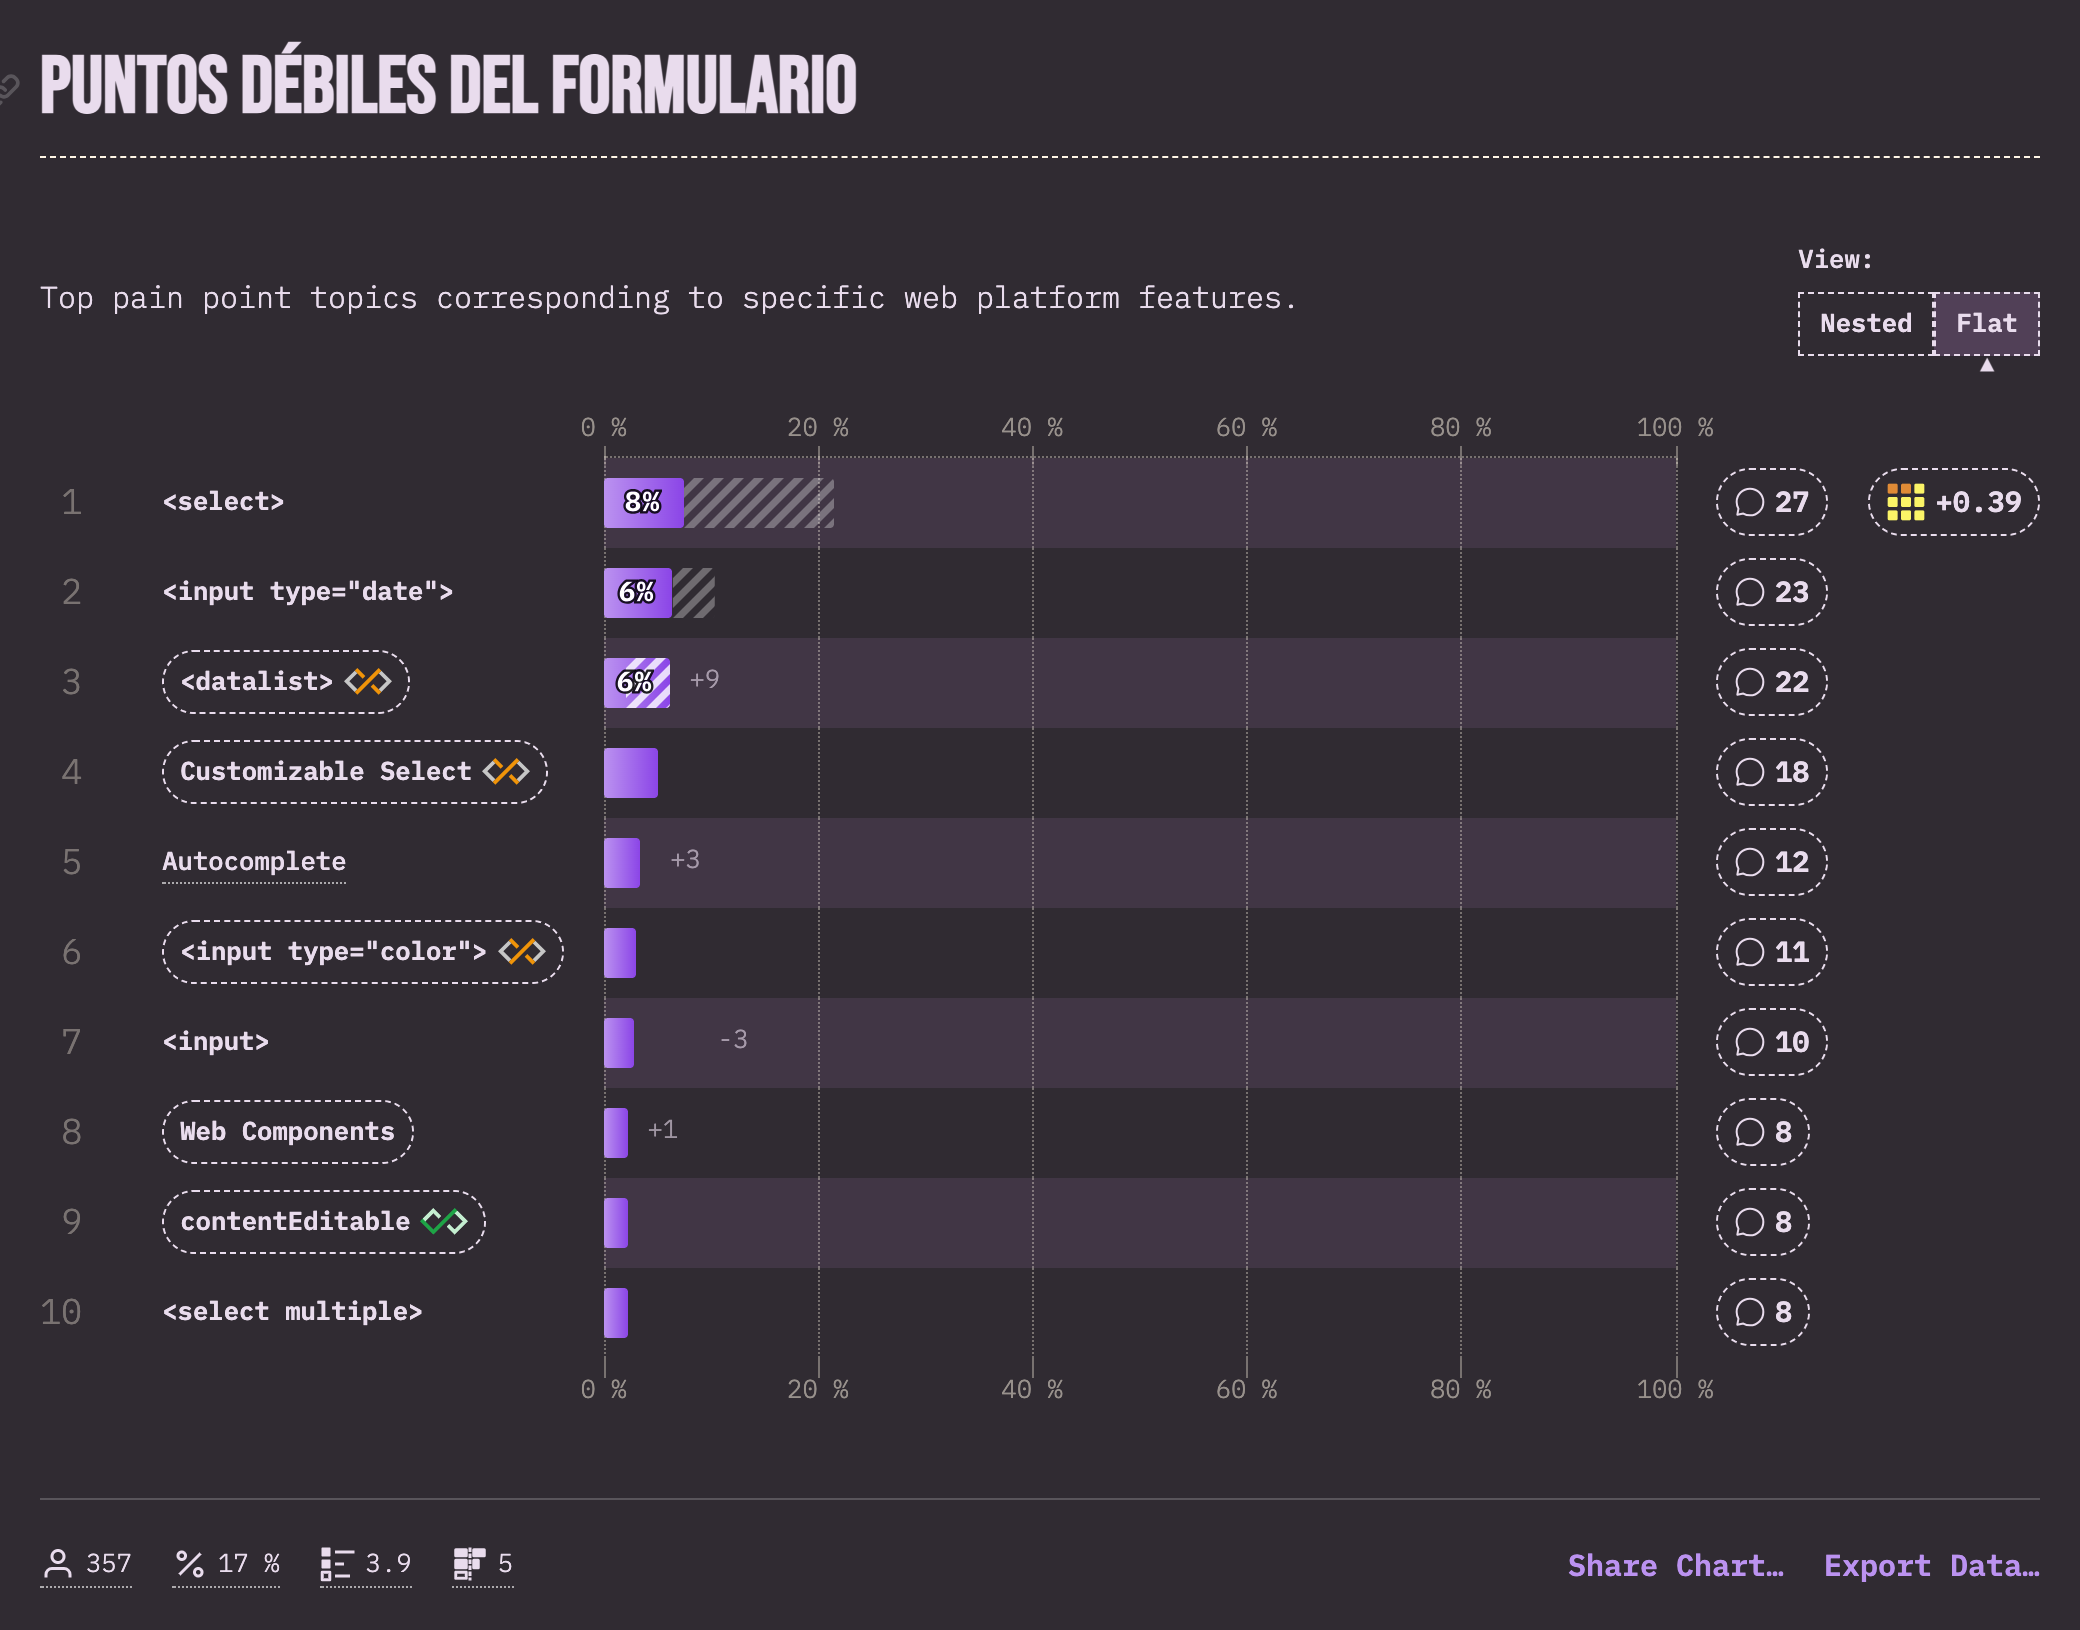 PUNTOS DÉBILES DEL FORMULARIO
Top pain point topics corresponding to specific web platform features.
View:
Nested Flat
0 % 20 % 40 % 60 % 80 % 100 %
1 <select> 8% 27 +0.39
2 <input type="date"> 6% 23
3 <datalist> 6% +9 22
4 Customizable Select 18
5 Autocomplete +3 12
6 <input type="color"> 11
7 <input> -3 10
8 Web Components +1 8
9 contentEditable 8
10 <select multiple> 8
0 % 20 % 40 % 60 % 80 % 100 %
357 17 % 3.9 5 Share Chart… Export Data…